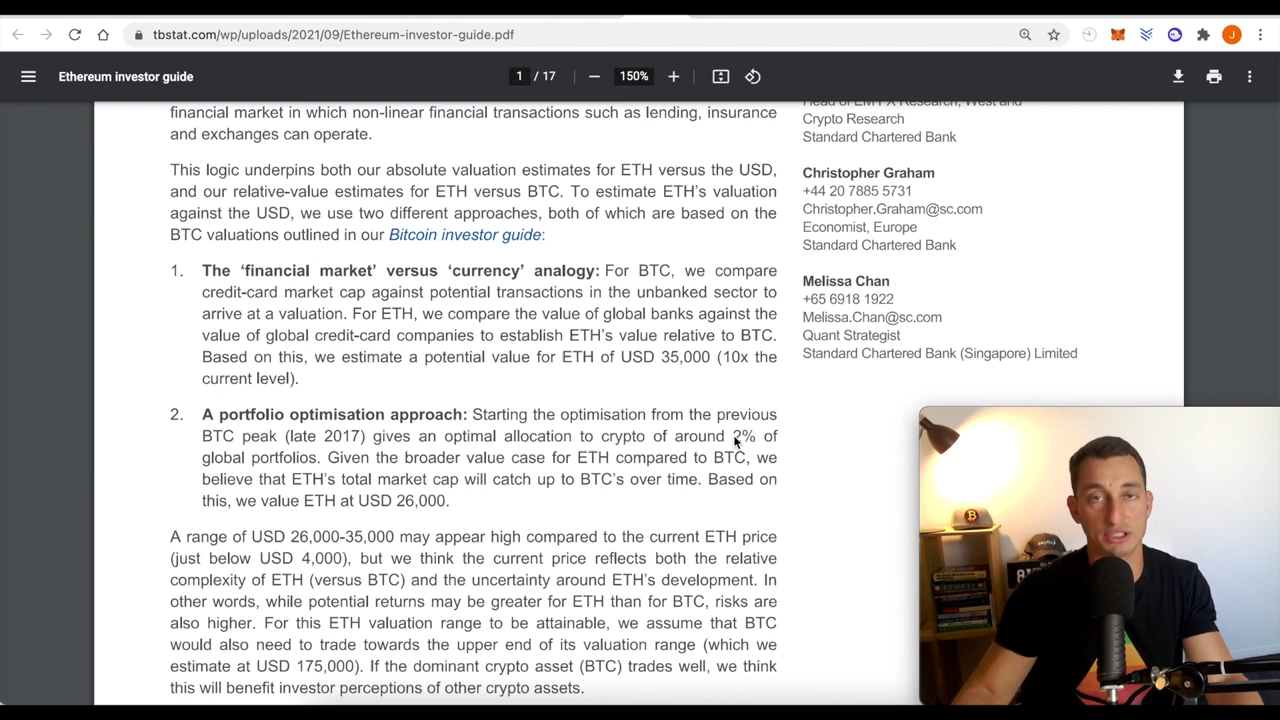 tbstat.com/wp/uploads/2021/09/Ethereum-investor-guide.pdf
J
Ethereum investor guide
1 / 17
150%
financial market in which non-linear financial transactions such as lending, insurance
and exchanges can operate.
This logic underpins both our absolute valuation estimates for ETH versus the USD,
and our relative-value estimates for ETH versus BTC. To estimate ETH's valuation
against the USD, we use two different approaches, both of which are based on the
BTC valuations outlined in our Bitcoin investor guide:
1. The ‘financial market’ versus ‘currency’ analogy: For BTC, we compare
credit-card market cap against potential transactions in the unbanked sector to
arrive at a valuation. For ETH, we compare the value of global banks against the
value of global credit-card companies to establish ETH's value relative to BTC.
Based on this, we estimate a potential value for ETH of USD 35,000 (10x the
current level).
2. A portfolio optimisation approach: Starting the optimisation from the previous
BTC peak (late 2017) gives an optimal allocation to crypto of around 2% of
global portfolios. Given the broader value case for ETH compared to BTC, we
believe that ETH's total market cap will catch up to BTC's over time. Based on
this, we value ETH at USD 26,000.
A range of USD 26,000-35,000 may appear high compared to the current ETH price
(just below USD 4,000), but we think the current price reflects both the relative
complexity of ETH (versus BTC) and the uncertainty around ETH's development. In
other words, while potential returns may be greater for ETH than for BTC, risks are
also higher. For this ETH valuation range to be attainable, we assume that BTC
would also need to trade towards the upper end of its valuation range (which we
estimate at USD 175,000). If the dominant crypto asset (BTC) trades well, we think
this will benefit investor perceptions of other crypto assets.
Head of EM FX Research, West and
Crypto Research
Standard Chartered Bank
Christopher Graham
+44 20 7885 5731
Christopher.Graham@sc.com
Economist, Europe
Standard Chartered Bank
Melissa Chan
+65 6918 1922
Melissa.Chan@sc.com
Quant Strategist
Standard Chartered Bank (Singapore) Limited